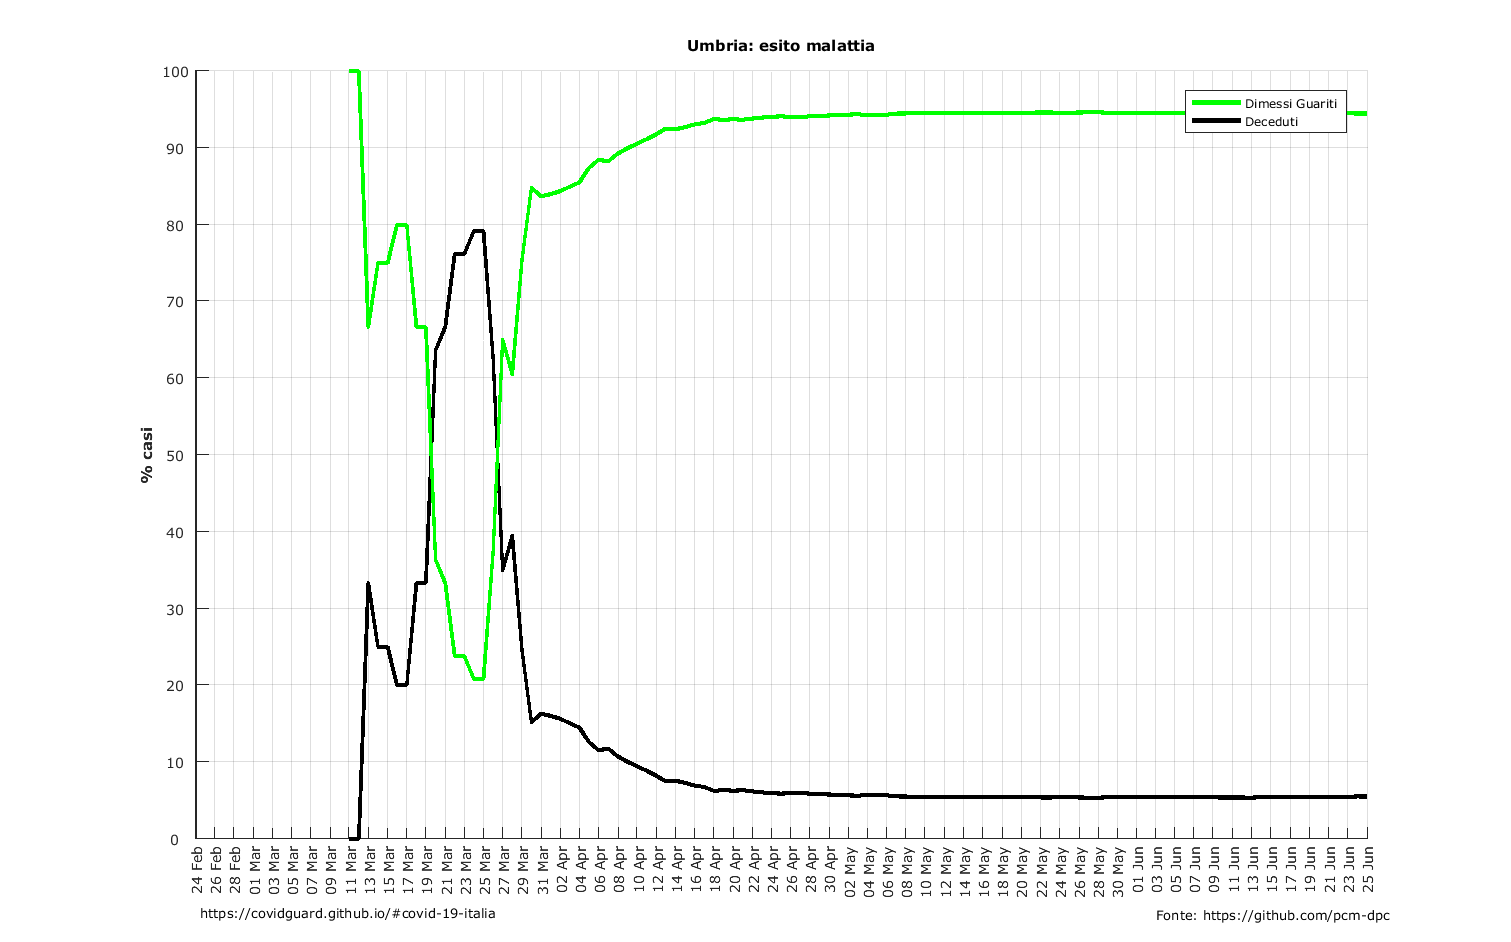 Umbria: esito malattia
Dimessi Guariti
Deceduti
% casi
100
90
80
70
60
50
40
30
20
10
0
24 Feb
26 Feb
28 Feb
01 Mar
03 Mar
05 Mar
07 Mar
09 Mar
11 Mar
13 Mar
15 Mar
17 Mar
19 Mar
21 Mar
23 Mar
25 Mar
27 Mar
29 Mar
31 Mar
02 Apr
04 Apr
06 Apr
08 Apr
10 Apr
12 Apr
14 Apr
16 Apr
18 Apr
20 Apr
22 Apr
24 Apr
26 Apr
28 Apr
30 Apr
02 May
04 May
06 May
08 May
10 May
12 May
14 May
16 May
18 May
20 May
22 May
24 May
26 May
28 May
30 May
01 Jun
03 Jun
05 Jun
07 Jun
09 Jun
11 Jun
13 Jun
15 Jun
17 Jun
19 Jun
21 Jun
23 Jun
25 Jun
https://covidguard.github.io/#covid-19-italia
Fonte: https://github.com/pcm-dpc